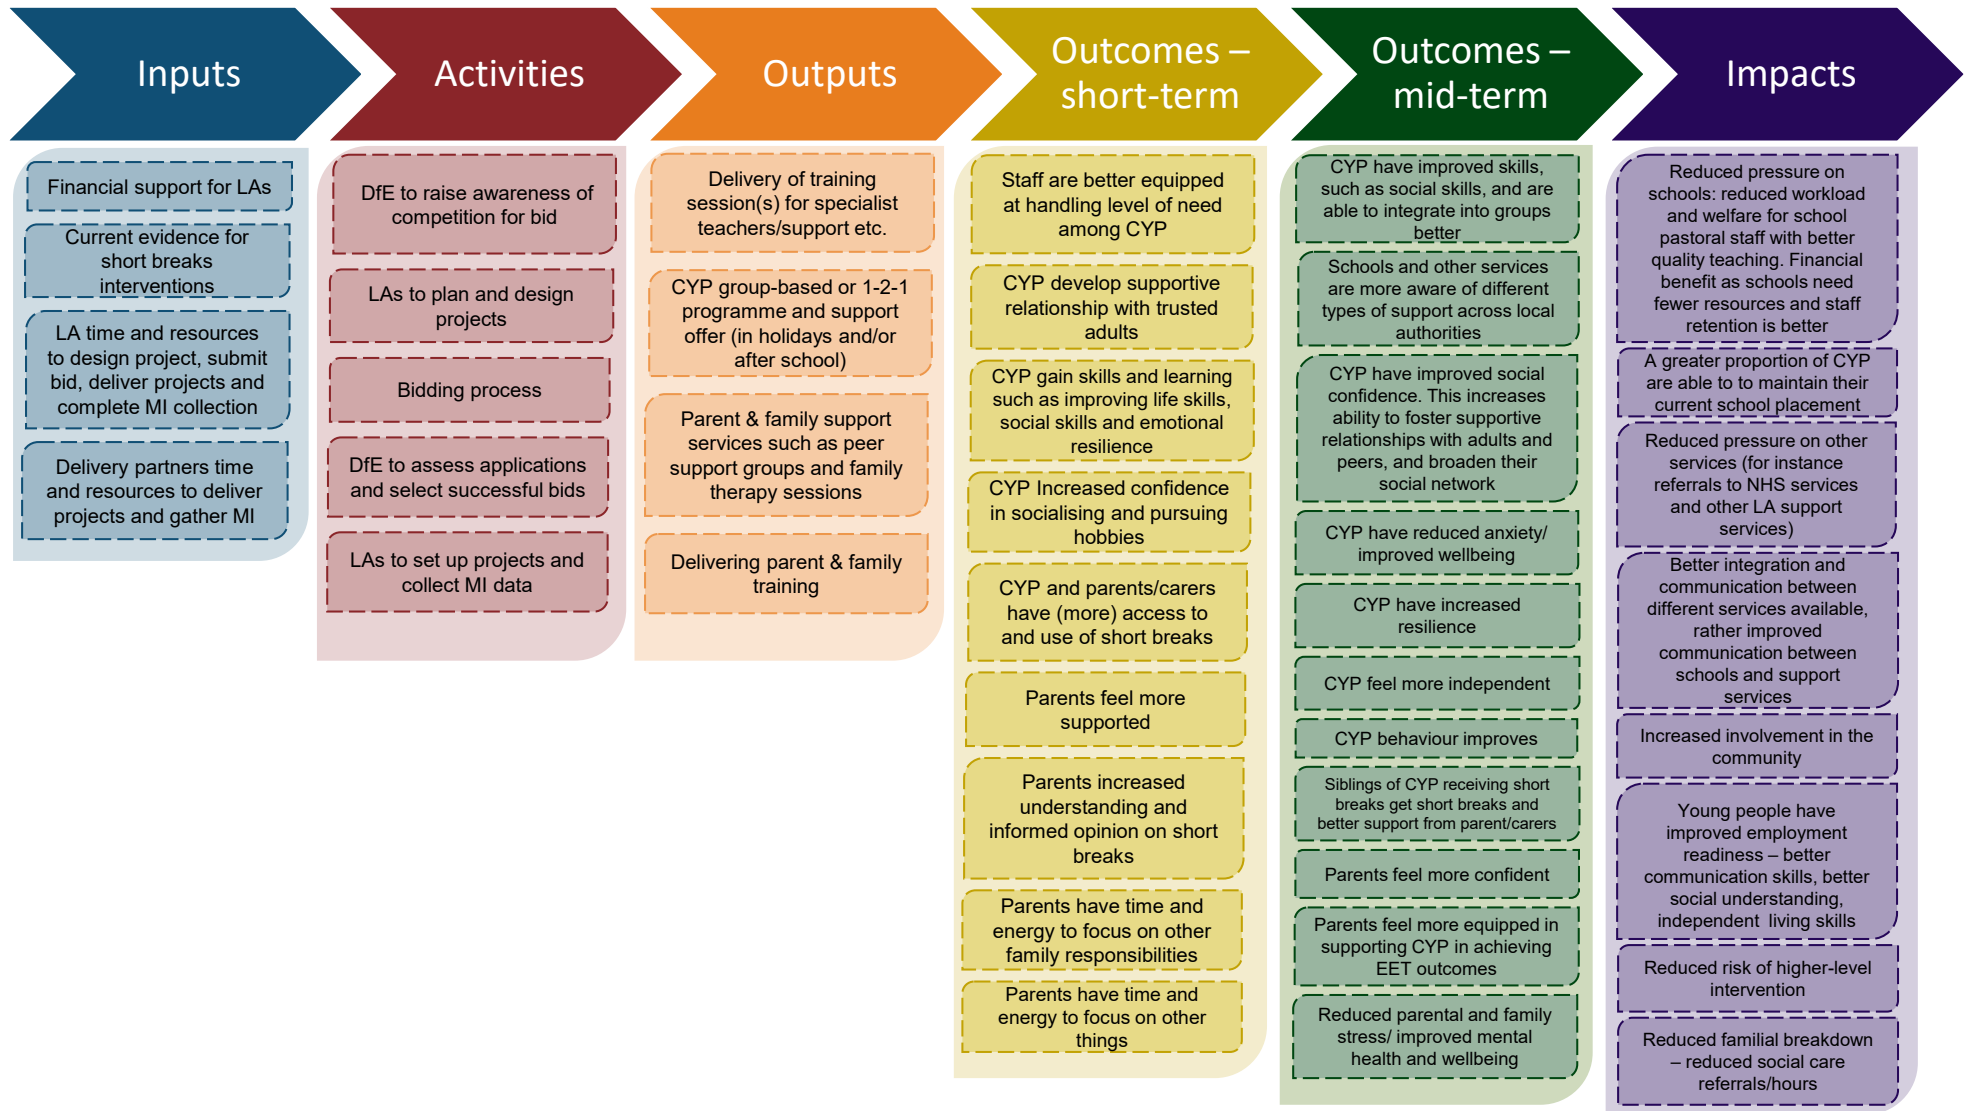 Inputs
Activities
Outputs
Outcomes –
short-term
Outcomes –
mid-term
Impacts
Financial support for LAs
Current evidence for
short breaks
interventions
LA time and resources
to design project, submit
bid, deliver projects and
complete MI collection
Delivery partners time
and resources to deliver
projects and gather MI
DfE to raise awareness of
competition for bid
LAs to plan and design
projects
Bidding process
DfE to assess applications
and select successful bids
LAs to set up projects and
collect MI data
Delivery of training
session(s) for specialist
teachers/support etc.
CYP group-based or 1-2-1
programme and support
offer (in holidays and/or
after school)
Parent & family support
services such as peer
support groups and family
therapy sessions
Delivering parent & family
training
Staff are better equipped
at handling level of need
among CYP
CYP develop supportive
relationship with trusted
adults
CYP gain skills and learning
such as improving life skills,
social skills and emotional
resilience
CYP Increased confidence
in socialising and pursuing
hobbies
CYP and parents/carers
have (more) access to
and use of short breaks
Parents feel more
supported
Parents increased
understanding and
informed opinion on short
breaks
Parents have time and
energy to focus on other
family responsibilities
Parents have time and
energy to focus on other
things
CYP have improved skills,
such as social skills, and are
able to integrate into groups
better
Schools and other services
are more aware of different
types of support across local
authorities
CYP have improved social
confidence. This increases
ability to foster supportive
relationships with adults and
peers, and broaden their
social network
CYP have reduced anxiety/
improved wellbeing
CYP have increased
resilience
CYP feel more independent
CYP behaviour improves
Siblings of CYP receiving short
breaks get short breaks and
better support from parent/carers
Parents feel more confident
Parents feel more equipped in
supporting CYP in achieving
EET outcomes
Reduced parental and family
stress/ improved mental
health and wellbeing
Reduced pressure on
schools: reduced workload
and welfare for school
pastoral staff with better
quality teaching. Financial
benefit as schools need
fewer resources and staff
retention is better
A greater proportion of CYP
are able to to maintain their
current school placement
Reduced pressure on other
services (for instance
referrals to NHS services
and other LA support
services)
Better integration and
communication between
different services available,
rather improved
communication between
schools and support
services
Increased involvement in the
community
Young people have
improved employment
readiness – better
communication skills, better
social understanding,
independent  living skills
Reduced risk of higher-level
intervention
Reduced familial breakdown
– reduced social care
referrals/hours